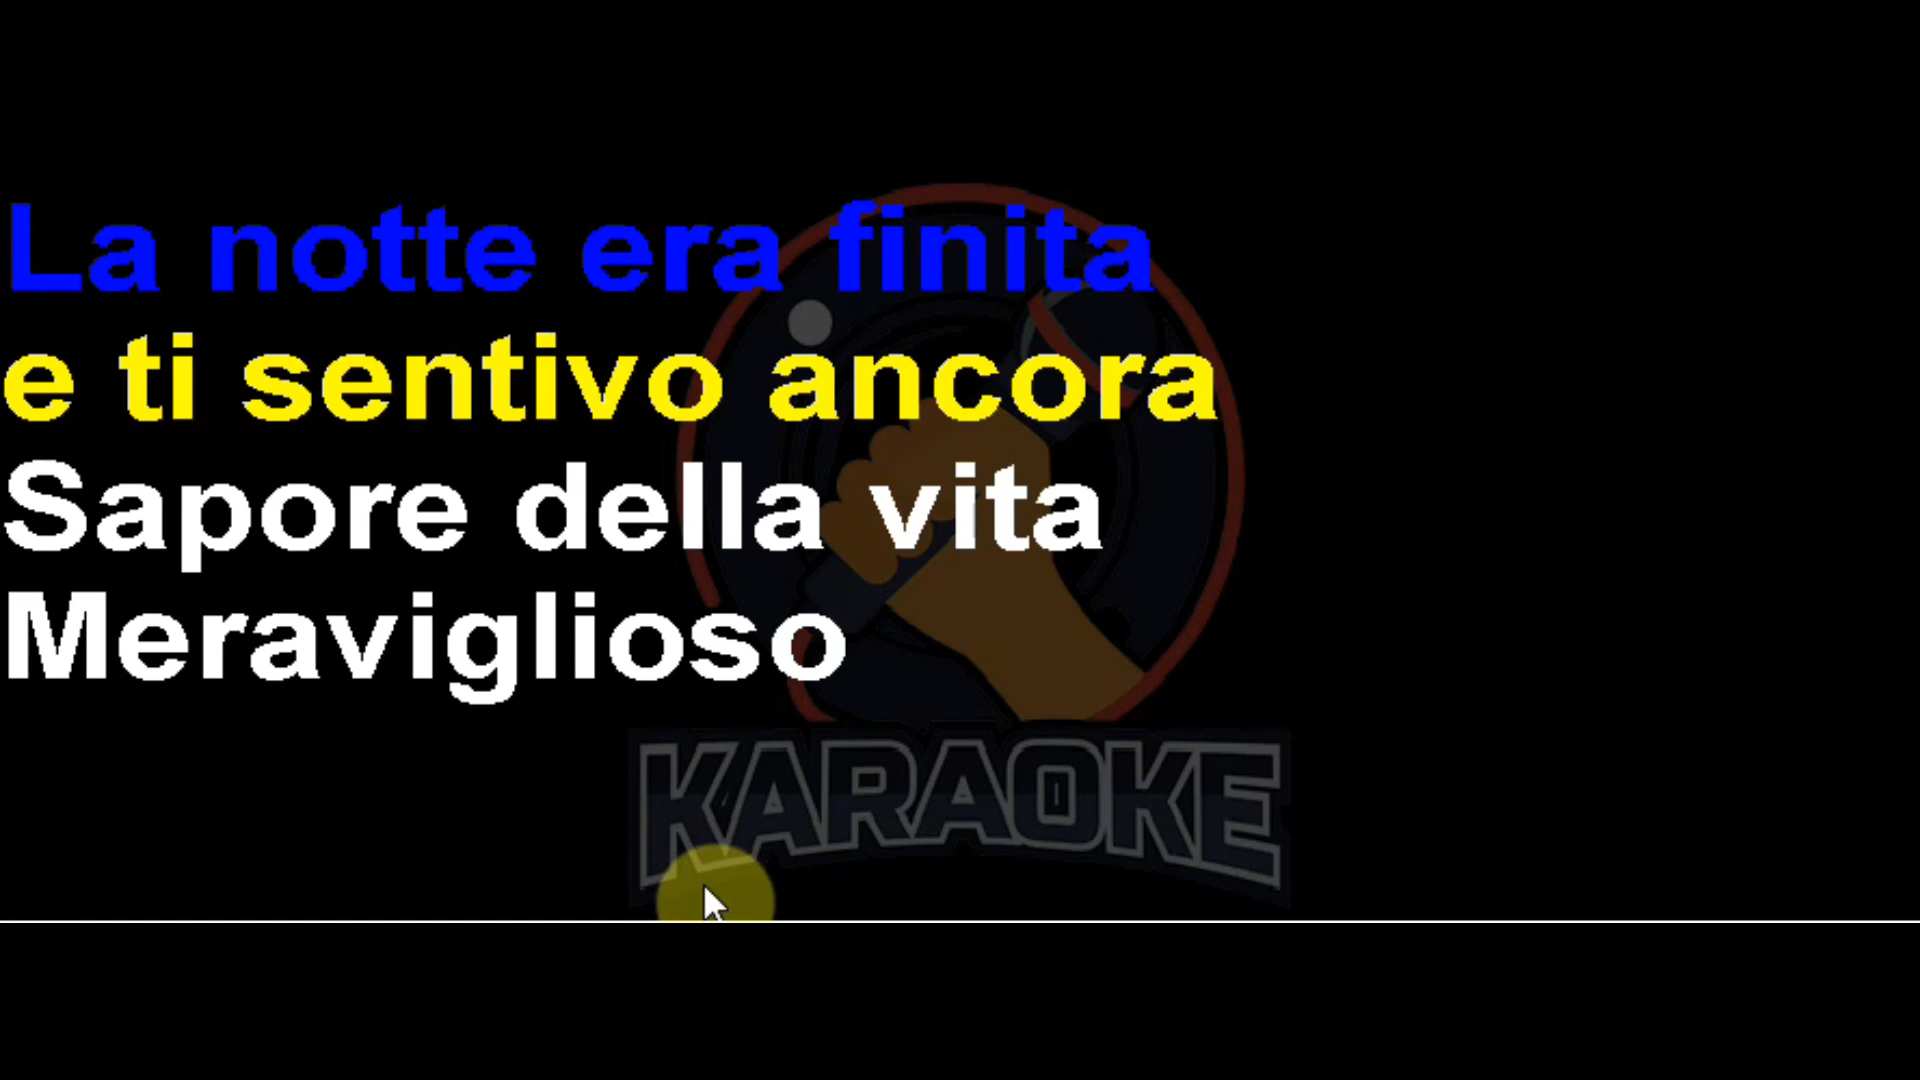 La notte era finita
e ti sentivo ancora
Sapore della vita
Meraviglioso
KARAOKE